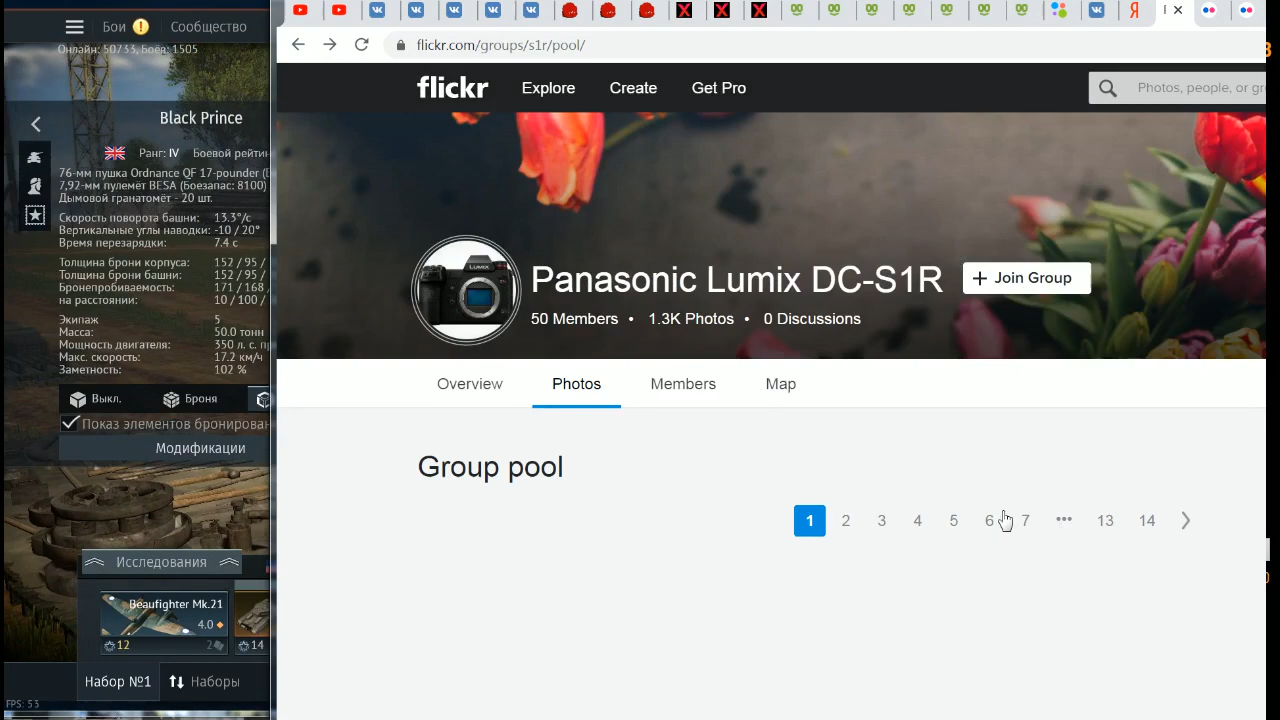 Бои
Сообщество
Онлайн: 50733, Боёв: 1505
Black Prince
Ранг: IV Боевой рейтин
76-мм пушка Ordnance QF 17-pounder (
7,92-мм пулемёт BESA (Боезапас: 8100)
Дымовой гранатомёт - 20 шт.
Скорость поворота башни: 13.3°/с
Вертикальные углы наводки: -10 / 20°
Время перезарядки: 7.4 с
Толщина брони корпуса: 152 / 95 /
Толщина брони башни: 152 / 95 /
Бронепробиваемость: 171 / 168
на расстоянии: 10 / 100 /
Экипаж 5
Масса: 50.0 тонн
Мощность двигателя: 350 л. с. п
Макс. скорость: 17.2 км/ч
Заметность: 102 %
Выкл. Броня
Показ элементов бронирован
Модификации
Исследования
Beaufighter Mk.21
4.0
12 2 14
Набор №1 Наборы
FPS: 53
flickr.com/groups/s1r/pool/
flickr Explore Create Get Pro
Photos, people, or gr
LUMIX
Panasonic Lumix DC-S1R
+ Join Group
50 Members • 1.3K Photos • 0 Discussions
Overview Photos Members Map
Group pool
1 2 3 4 5 6 7 ••• 13 14